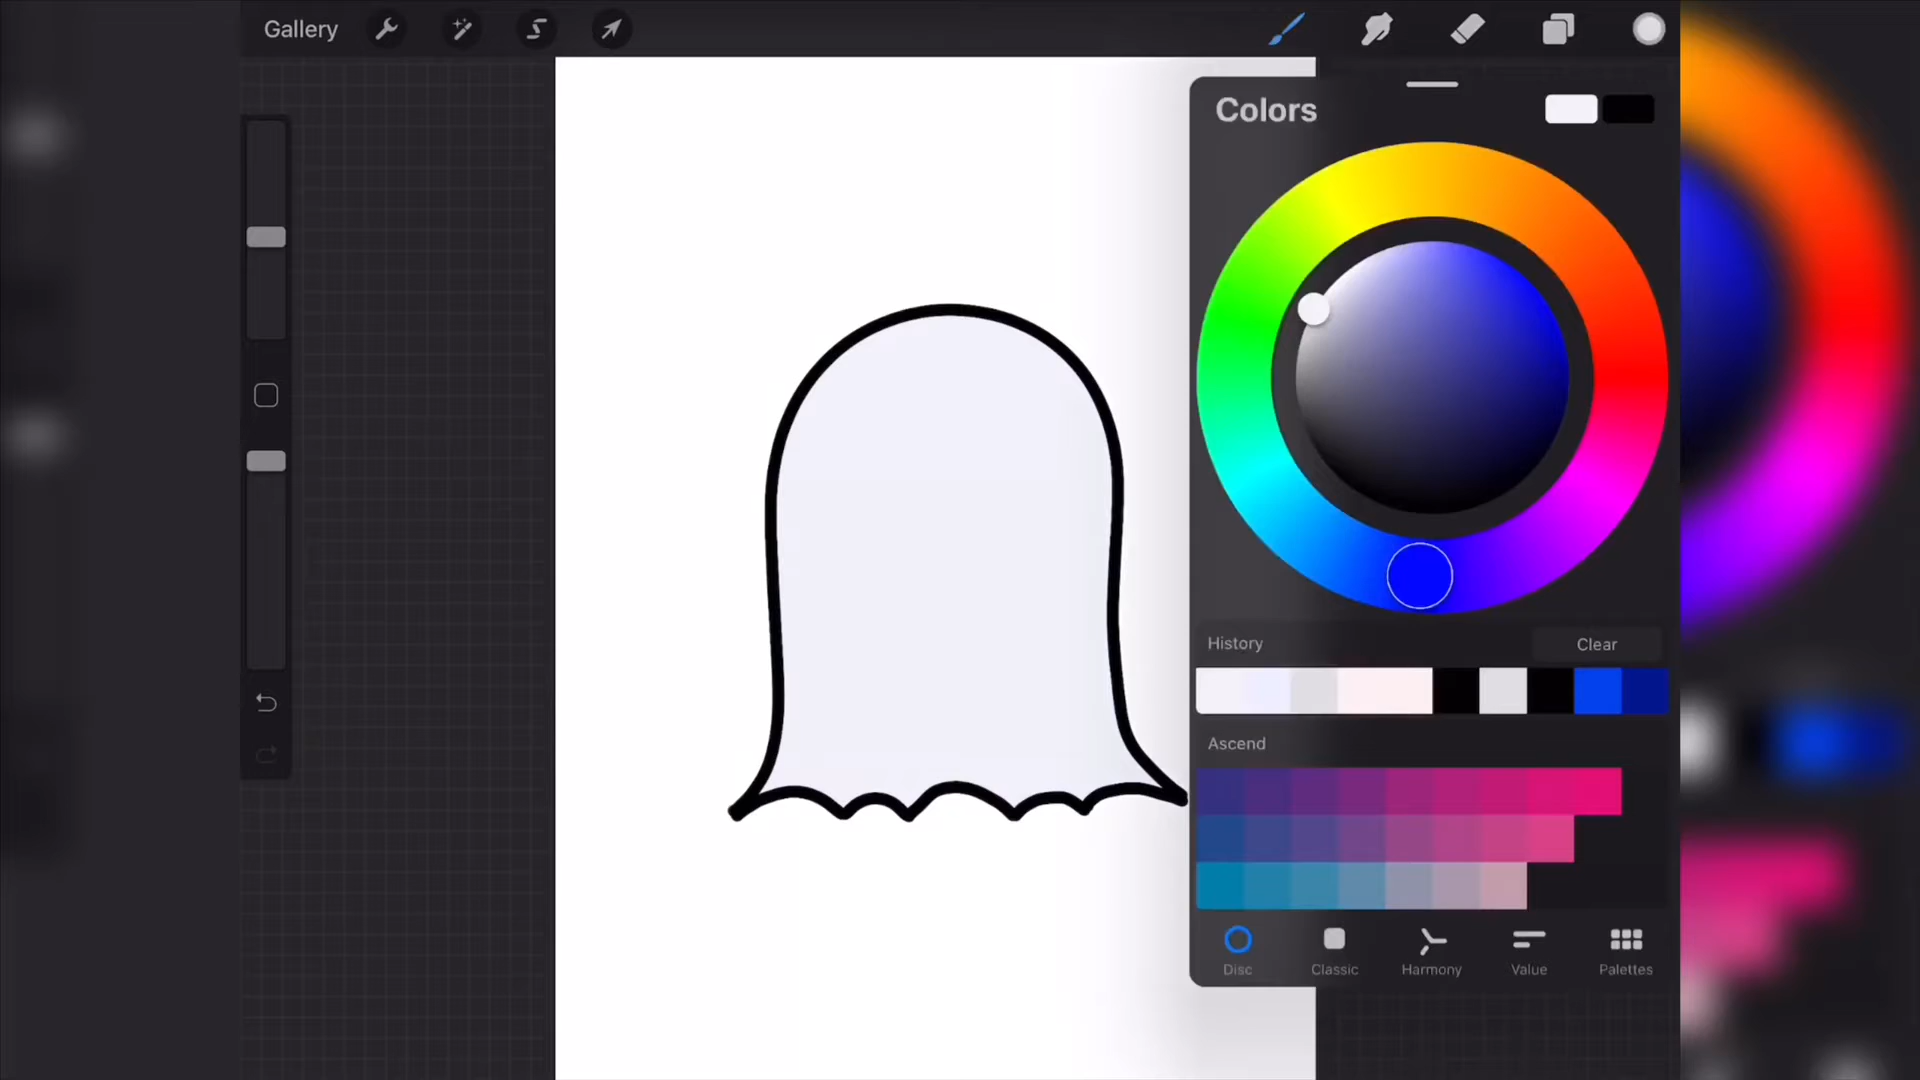 Gallery
Colors
History
Clear
Ascend
Disc
Classic
Harmony
Value
Palettes